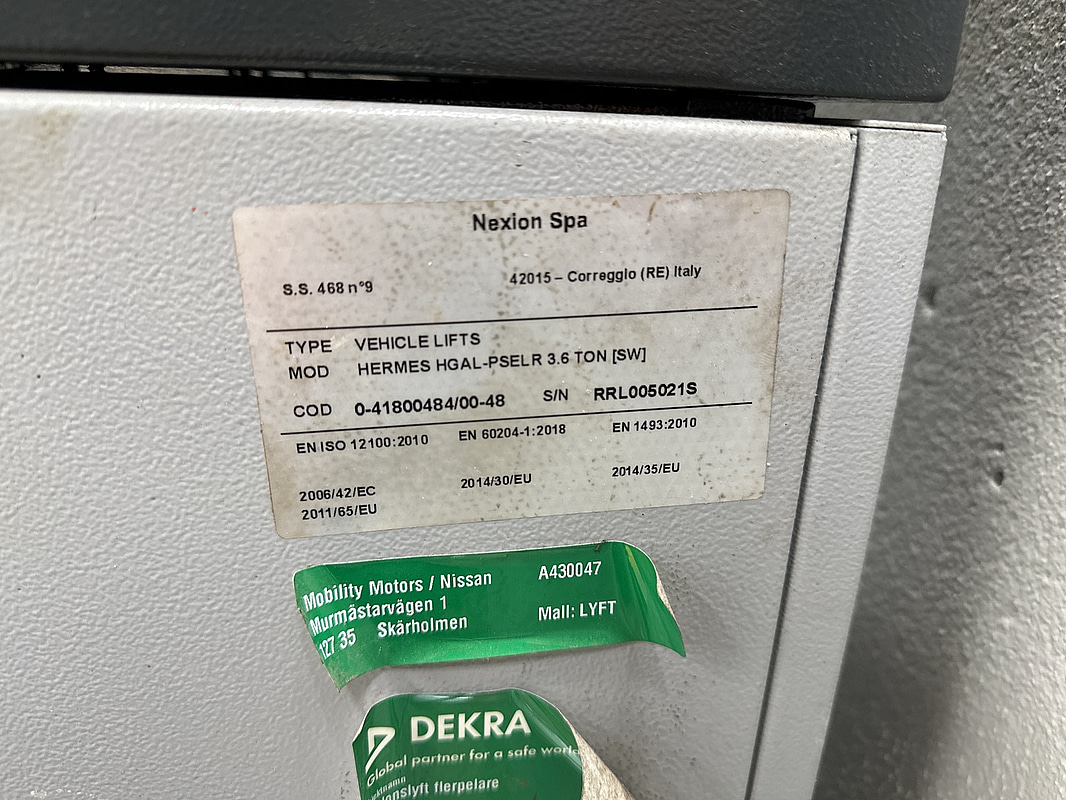 Nexion Spa
S.S. 468 n°9 42015 – Correggio (RE) Italy
TYPE VEHICLE LIFTS
MOD HERMES HGAL-PSELR 3.6 TON [SW]
COD 0-41800484/00-48 S/N RRL005021S
EN ISO 12100:2010 EN 60204-1:2018 EN 1493:2010
2006/42/EC 2014/30/EU 2014/35/EU
2011/65/EU
Mobility Motors / Nissan A430047
Murmästarvägen 1
Mall: LYFT
127 35 Skärholmen
DEKRA
Global partner for a safe world
flerpelare